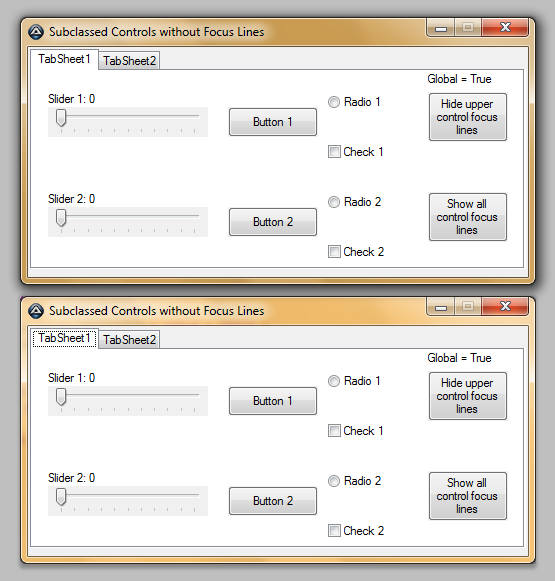 Subclassed Controls without Focus Lines
TabSheet1 TabSheet2
Global = True
Slider 1: 0
Button 1
Radio 1
Check 1
Hide upper
control focus
lines
Slider 2: 0
Button 2
Radio 2
Check 2
Show all
control focus
lines
Subclassed Controls without Focus Lines
TabSheet1 TabSheet2
Global = True
Slider 1: 0
Button 1
Radio 1
Check 1
Hide upper
control focus
lines
Slider 2: 0
Button 2
Radio 2
Check 2
Show all
control focus
lines